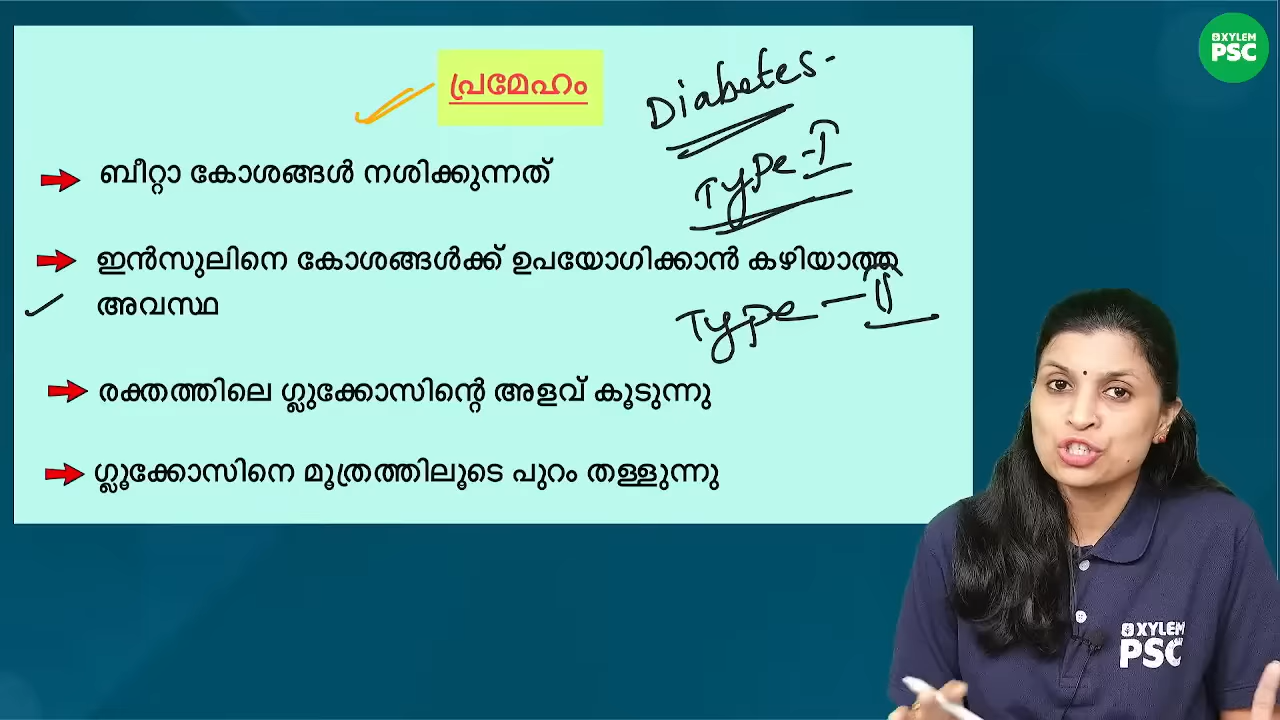 XYLEM
PSC
പ്രമേഹം
Diabetes-
ബീറ്റാ കോശങ്ങൾ നശിക്കുന്നത്
Type-I
ഇൻസുലിനെ കോശങ്ങൾക്ക് ഉപയോഗിക്കാൻ കഴിയാത്ത
അവസ്ഥ
Type-II
രക്തത്തിലെ ഗ്ലുക്കോസിന്റെ അളവ് കൂടുന്നു
ഗ്ലൂക്കോസിനെ മൂത്രത്തിലൂടെ പുറം തള്ളുന്നു
XYLEM
PSC